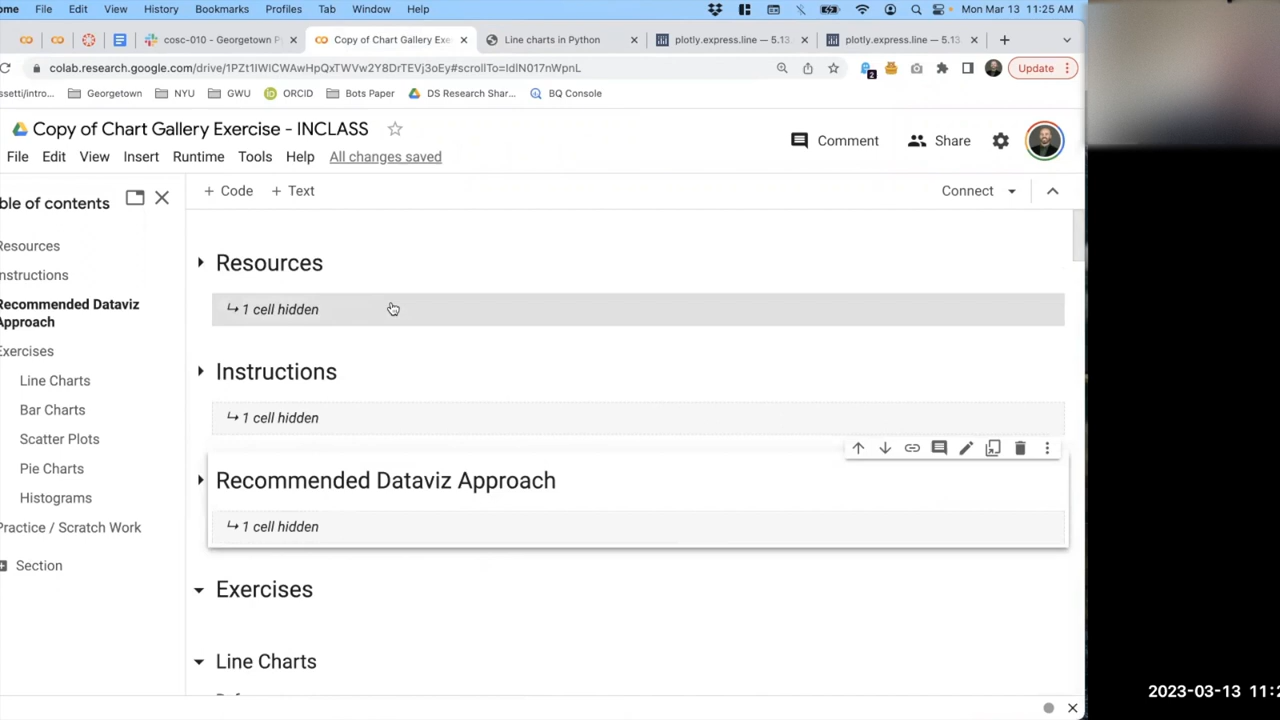 ome File Edit View History Bookmarks Profiles Tab Window Help Mon Mar 13 11:25 AM
cosc-010 - Georgetown P Copy of Chart Gallery Exe Line charts in Python plotly.express.line — 5.13 plotly.express.line — 5.13
colab.research.google.com/drive/1PZt1IWlCWAwHpQxTWVw2Y8DrTEVj3oEy#scrollTo=IdIN017nWpnL 2 Update
ssetti/intro... Georgetown NYU GWU ORCID Bots Paper DS Research Shar... BQ Console
Copy of Chart Gallery Exercise - INCLASS
Comment Share
File Edit View Insert Runtime Tools Help All changes saved
ble of contents
+ Code + Text Connect
Resources
Instructions
Recommended Dataviz
Approach
Exercises
Line Charts
Bar Charts
Scatter Plots
Pie Charts
Histograms
Practice / Scratch Work
Section
Resources
1 cell hidden
Instructions
1 cell hidden
Recommended Dataviz Approach
1 cell hidden
Exercises
Line Charts
2023-03-13 11:2